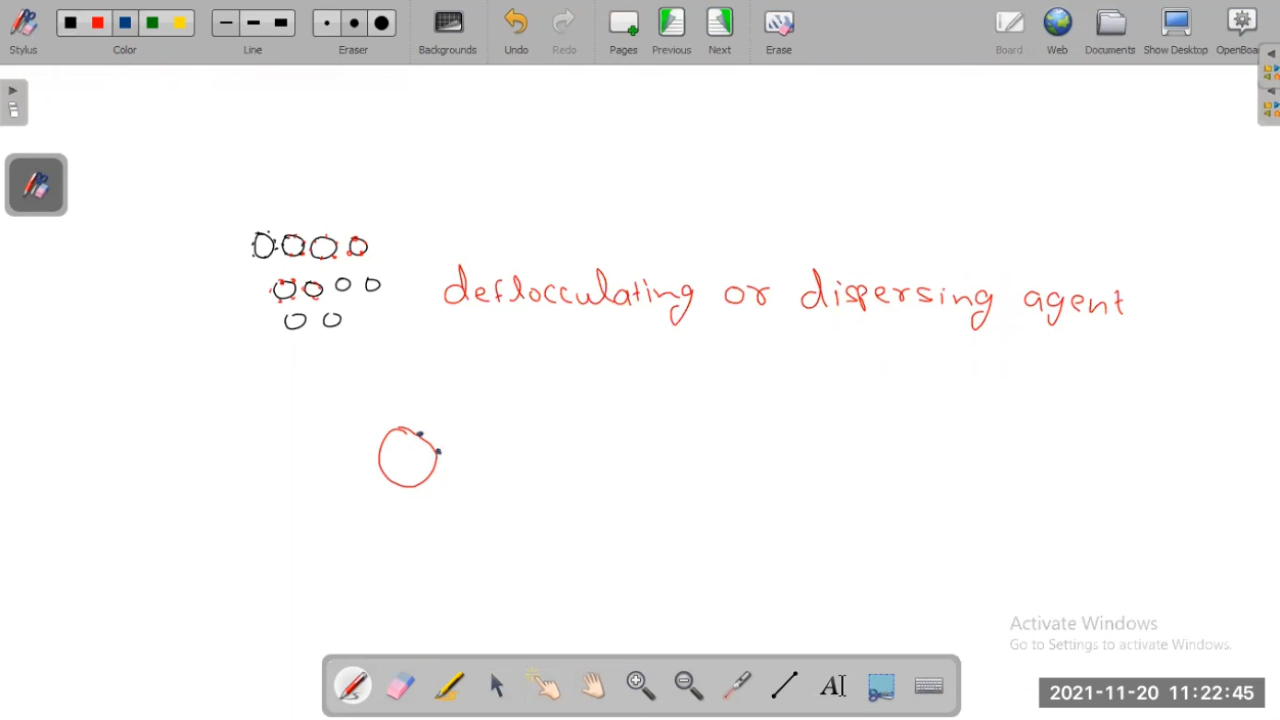 Stylus Color Line Eraser Backgrounds Undo Redo Pages Previous Next Erase Board Web Documents Show Desktop OpenBoar
deflocculating or dispersing agent
Activate Windows
Go to Settings to activate Windows.
2021-11-20 11:22:45